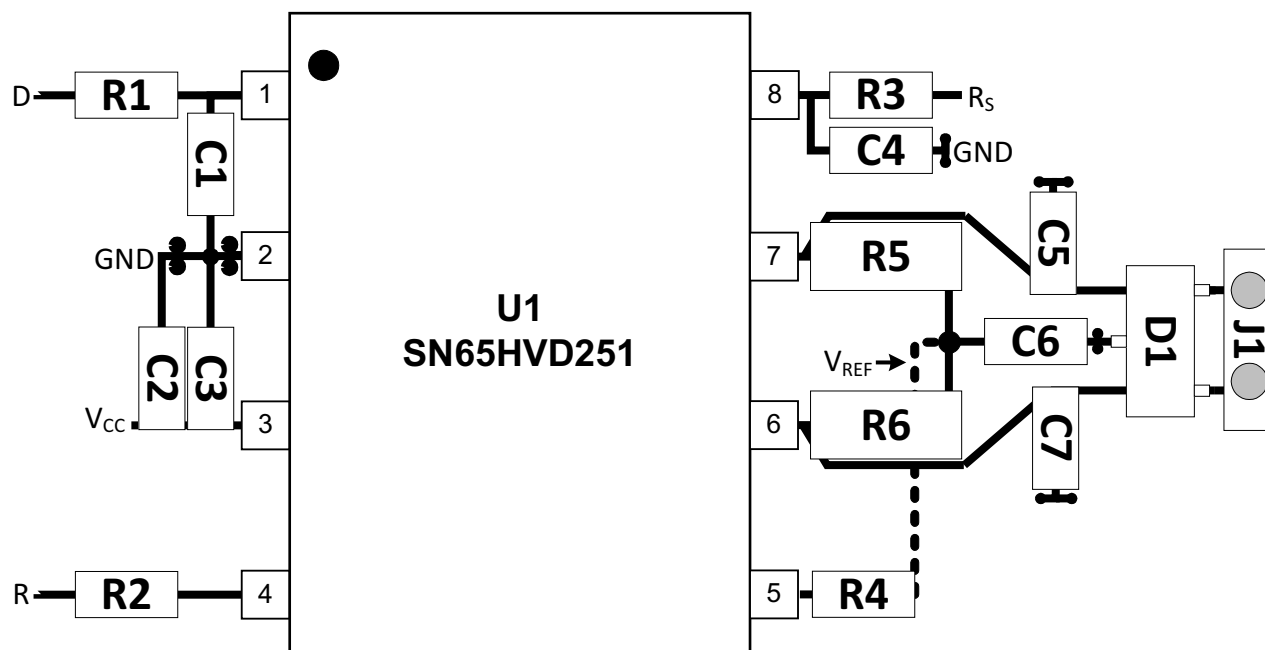 D
R1
1
8
R3
RS
C1
C4
GND
GND
2
7
R5
C5
U1
SN65HVD251
D1
J1
C6
VREF
C2
C3
VCC
3
6
R6
C7
R
R2
4
5
R4